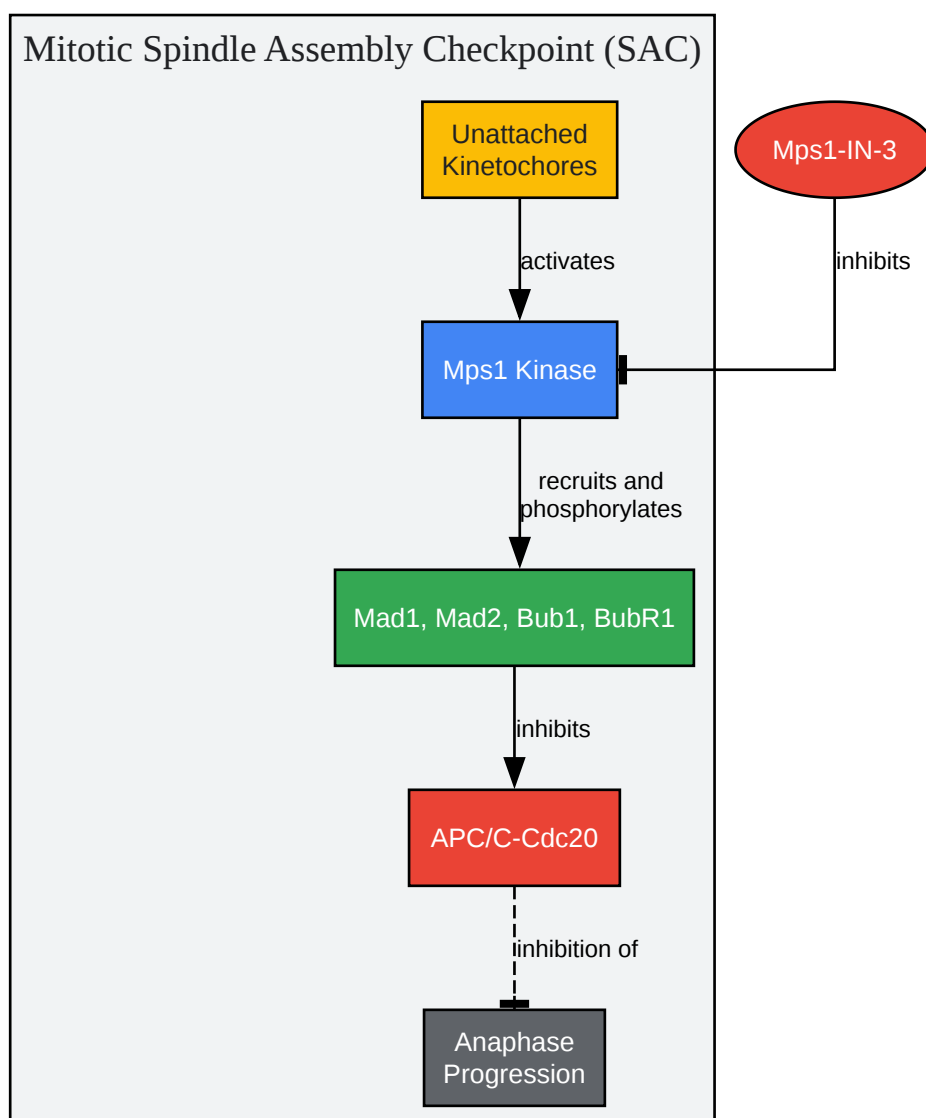 Mitotic Spindle Assembly Checkpoint (SAC)
Unattached
Kinetochores
Mps1-IN-3
activates
inhibits
Mps1 Kinase
recruits and
phosphorylates
Mad1, Mad2, Bub1, BubR1
inhibits
APC/C-Cdc20
inhibition of
Anaphase
Progression